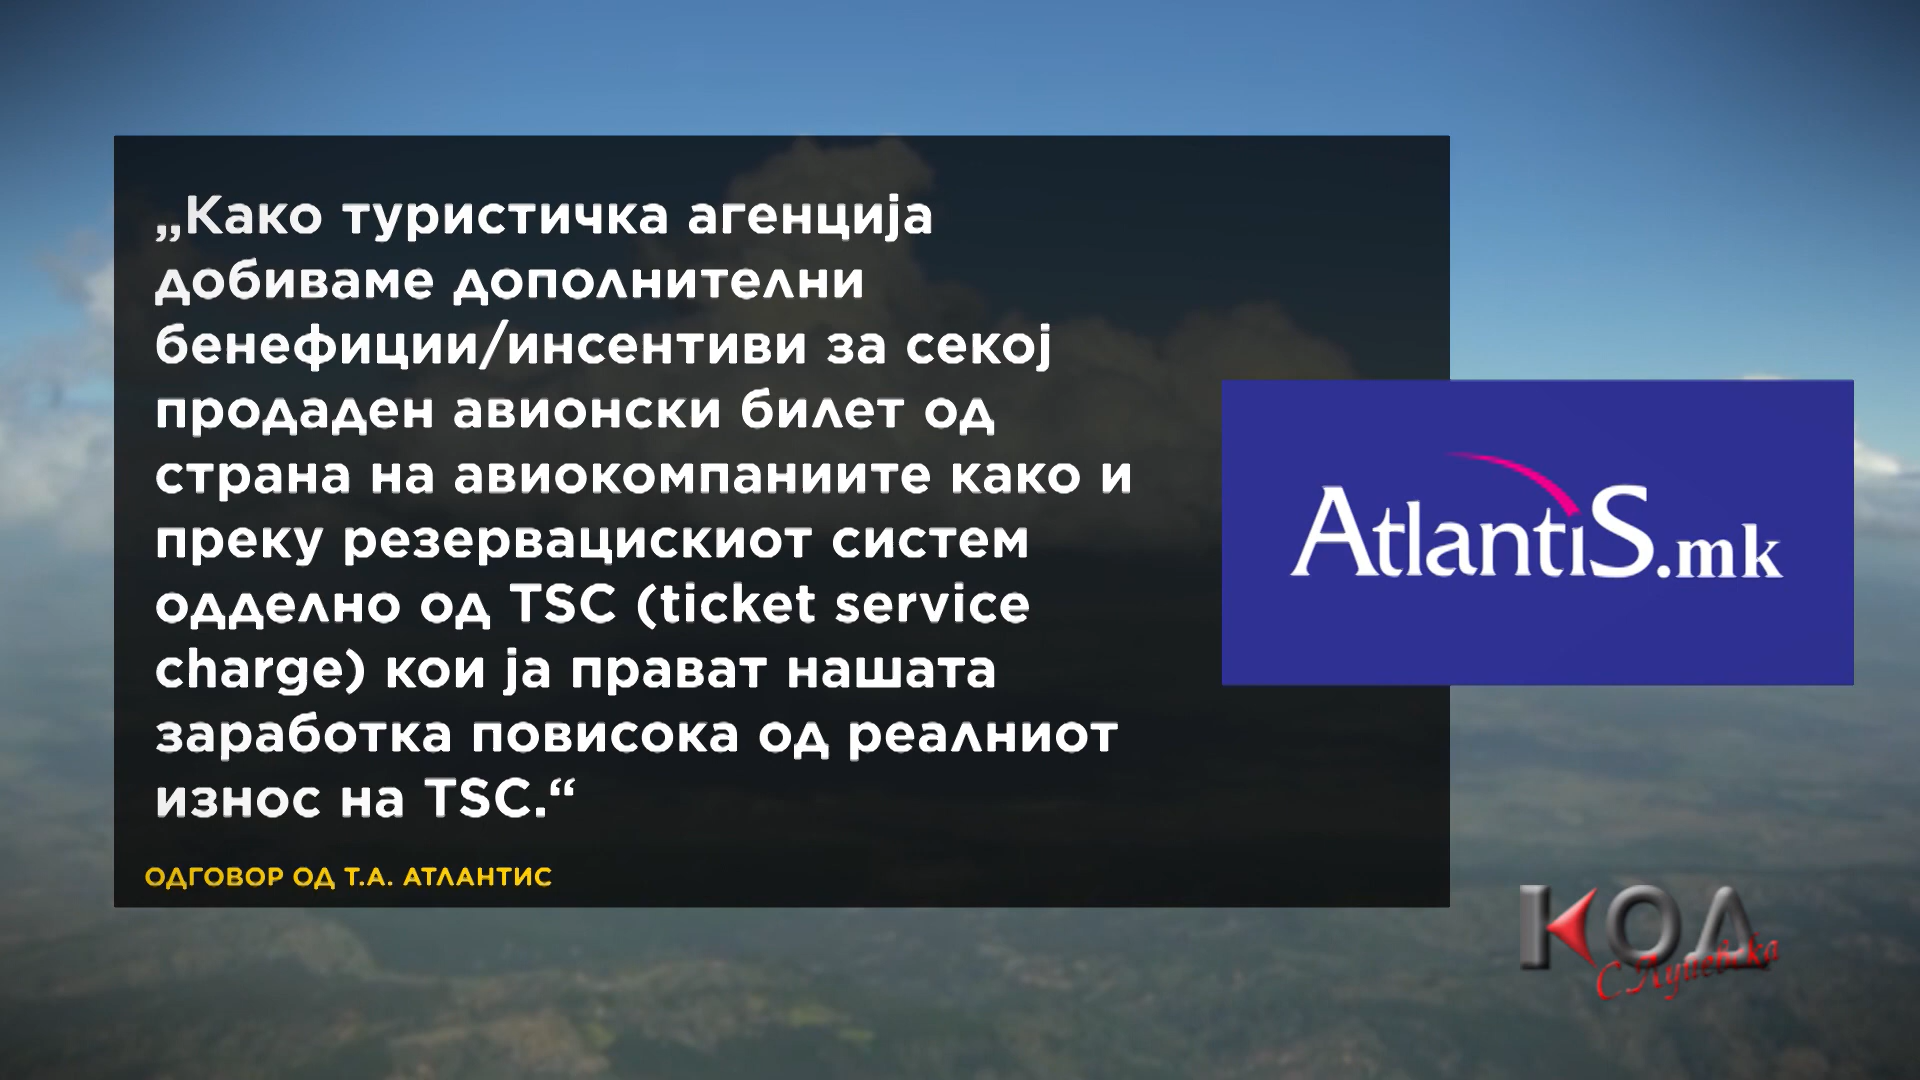 „Како туристичка агенција
добиваме дополнителни
бенефиции/инсентиви за секој
продаден авионски билет од
страна на авиокомпаниите како и
преку резервацискиот систем
одделно од TSC (ticket service
charge) кои ја прават нашата
заработка повисока од реалниот
износ на TSC.“
ОДГОВОР ОД Т.А. АТЛАНТИС
AtlantiS.mk
КОД
С.Лупевска